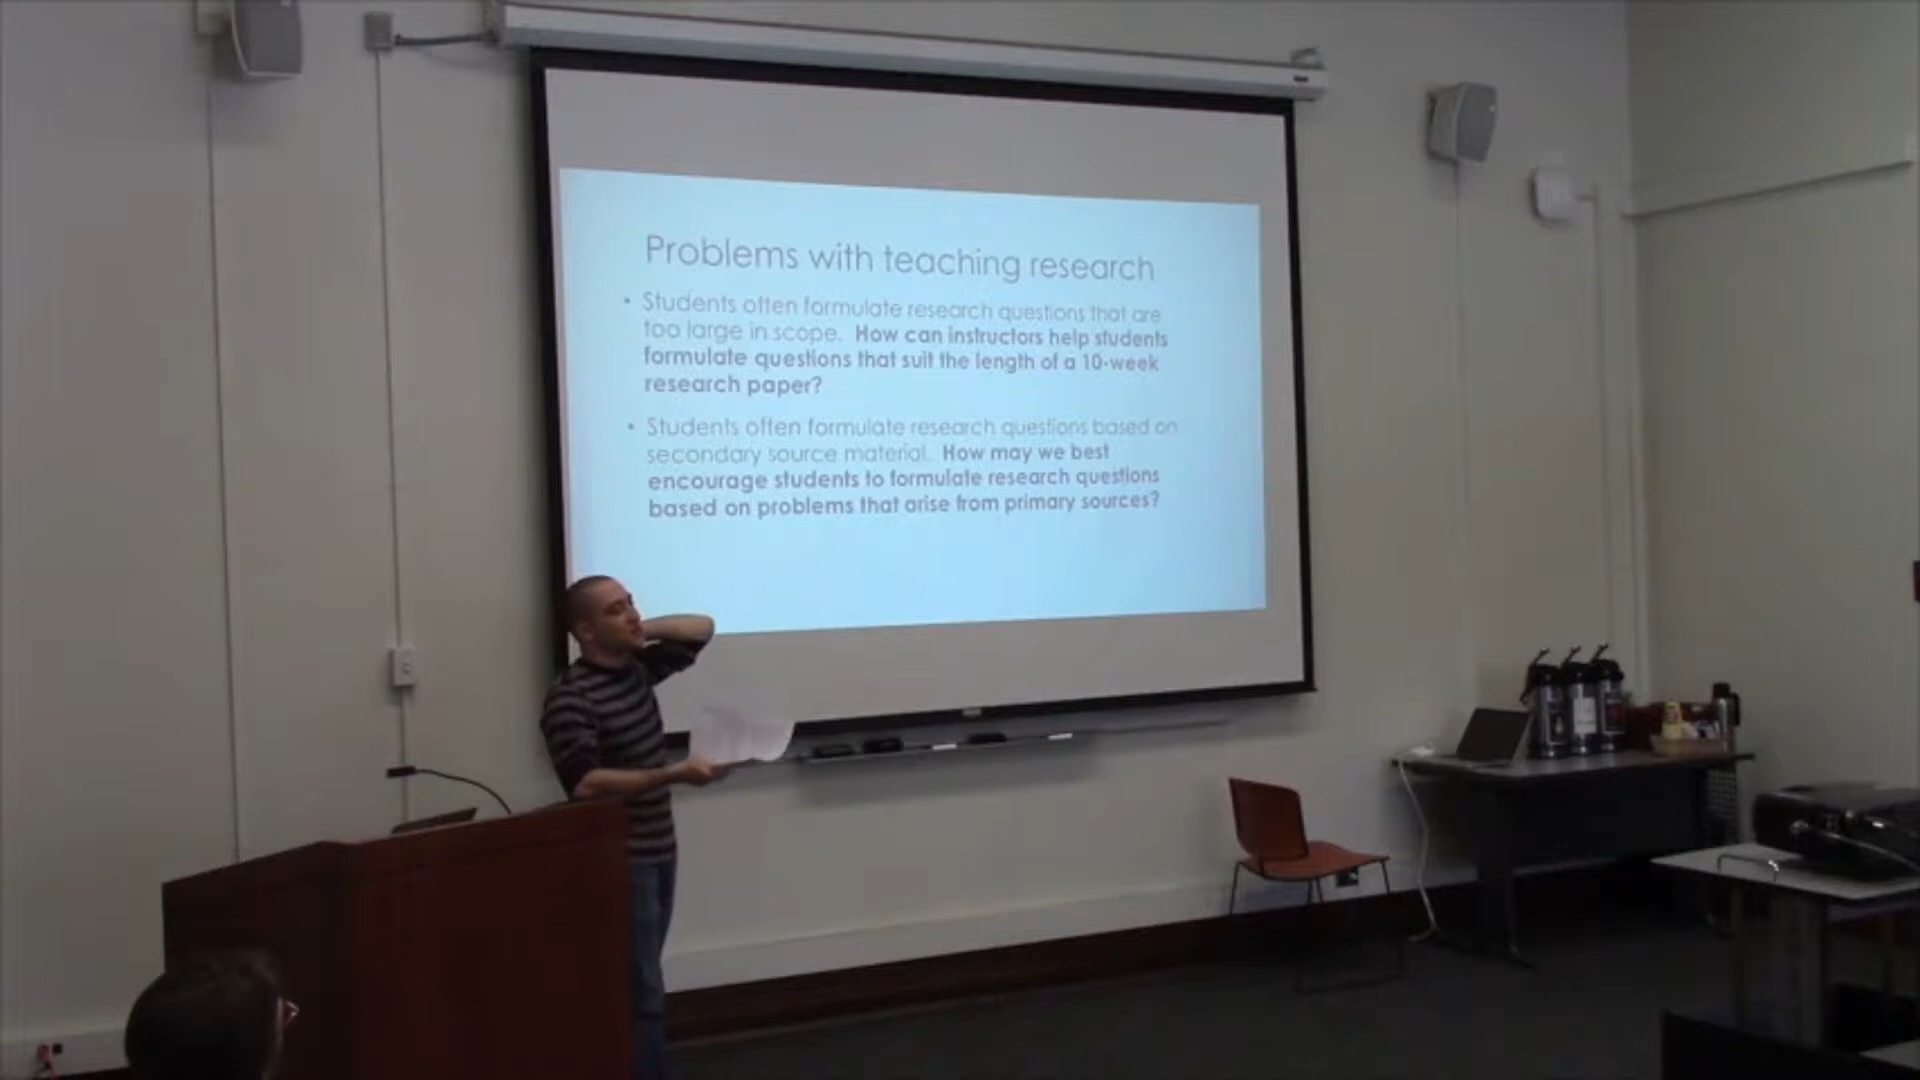 Problems with teaching research
• Students often formulate research questions that are
too large in scope. How can instructors help students
formulate questions that suit the length of a 10-week
research paper?
• Students often formulate research questions based on
secondary source material. How may we best
encourage students to formulate research questions
based on problems that arise from primary sources?